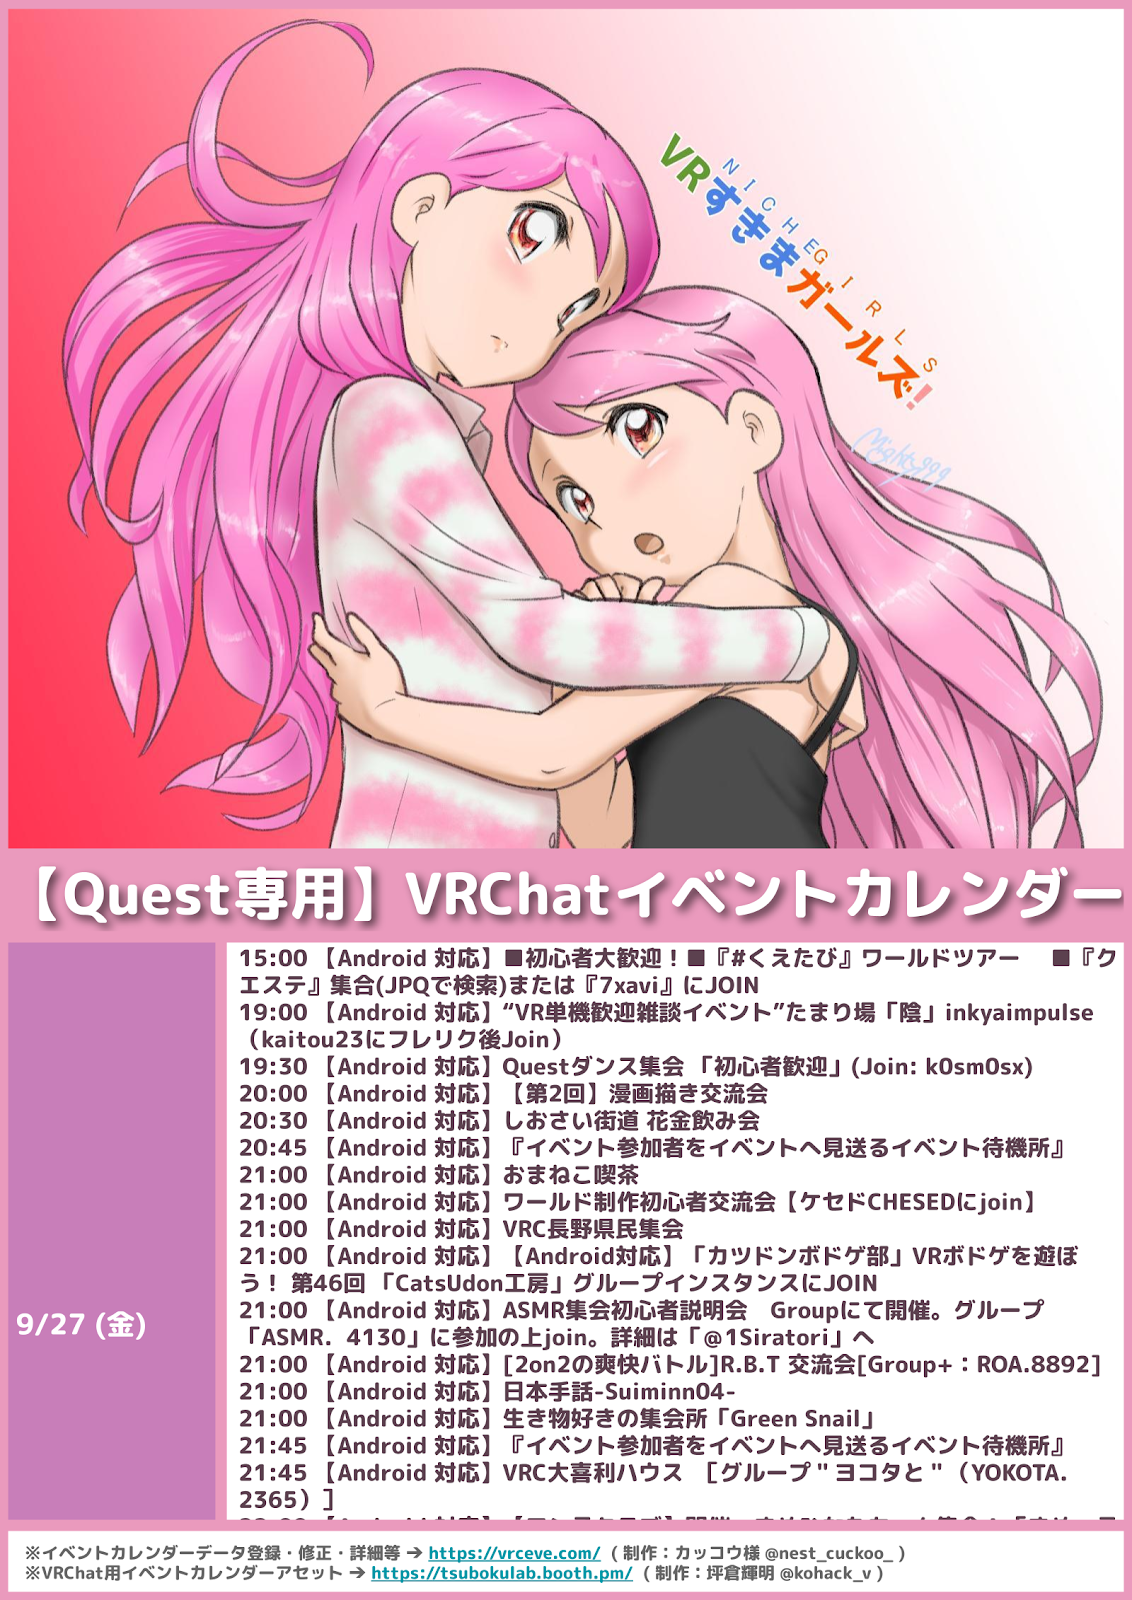 NICHE GIRLS
VRすきまガールズ!
Mighty999
【Quest専用】VRChatイベントカレンダー
9/27 (金)
15:00 【Android 対応】■初心者大歓迎！■『#くえたび』ワールドツアー　 ■『ク
エステ』集合(JPQで検索)または『7xavi』にJOIN
19:00 【Android 対応】“VR単機歓迎雑談イベント”たまり場「陰」inkyaimpulse
（kaitou23にフレリク後Join）
19:30 【Android 対応】Questダンス集会 「初心者歓迎」(Join: k0sm0sx)
20:00 【Android 対応】【第2回】漫画描き交流会
20:30 【Android 対応】しおさい街道 花金飲み会
20:45 【Android 対応】『イベント参加者をイベントへ見送るイベント待機所』
21:00 【Android 対応】おまねこ喫茶
21:00 【Android 対応】ワールド制作初心者交流会【ケセドCHESEDにjoin】
21:00 【Android 対応】VRC長野県民集会
21:00 【Android 対応】【Android対応】「カツドンボドゲ部」VRボドゲを遊ぼ
う！ 第46回 「CatsUdon工房」グループインスタンスにJOIN
21:00 【Android 対応】ASMR集会初心者説明会　Groupにて開催。グループ
「ASMR．4130」に参加の上join。詳細は「＠1Siratori」へ
21:00 【Android 対応】[2on2の爽快バトル]R.B.T 交流会[Group+：ROA.8892]
21:00 【Android 対応】日本手話-Suiminn04-
21:00 【Android 対応】生き物好きの集会所「Green Snail」
21:45 【Android 対応】『イベント参加者をイベントへ見送るイベント待機所』
21:45 【Android 対応】VRC大喜利ハウス　［グループ＂ヨコタと＂（YOKOTA.
2365）］
※イベントカレンダーデータ登録・修正・詳細等 ➔ https://vrceve.com/ （制作：カッコウ様 @nest_cuckoo_ ）
※VRChat用イベントカレンダーアセット ➔ https://tsubokulab.booth.pm/ （制作：坪倉輝明 @kohack_v ）